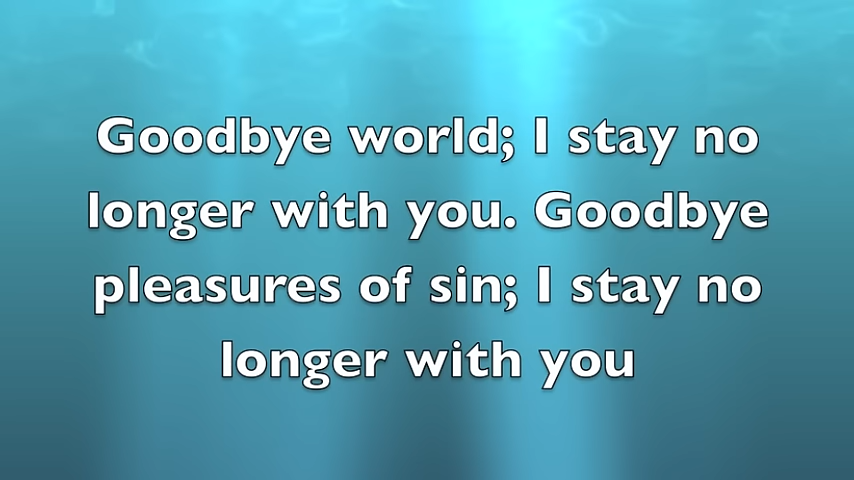 Goodbye world; I stay no
longer with you. Goodbye
pleasures of sin; I stay no
longer with you